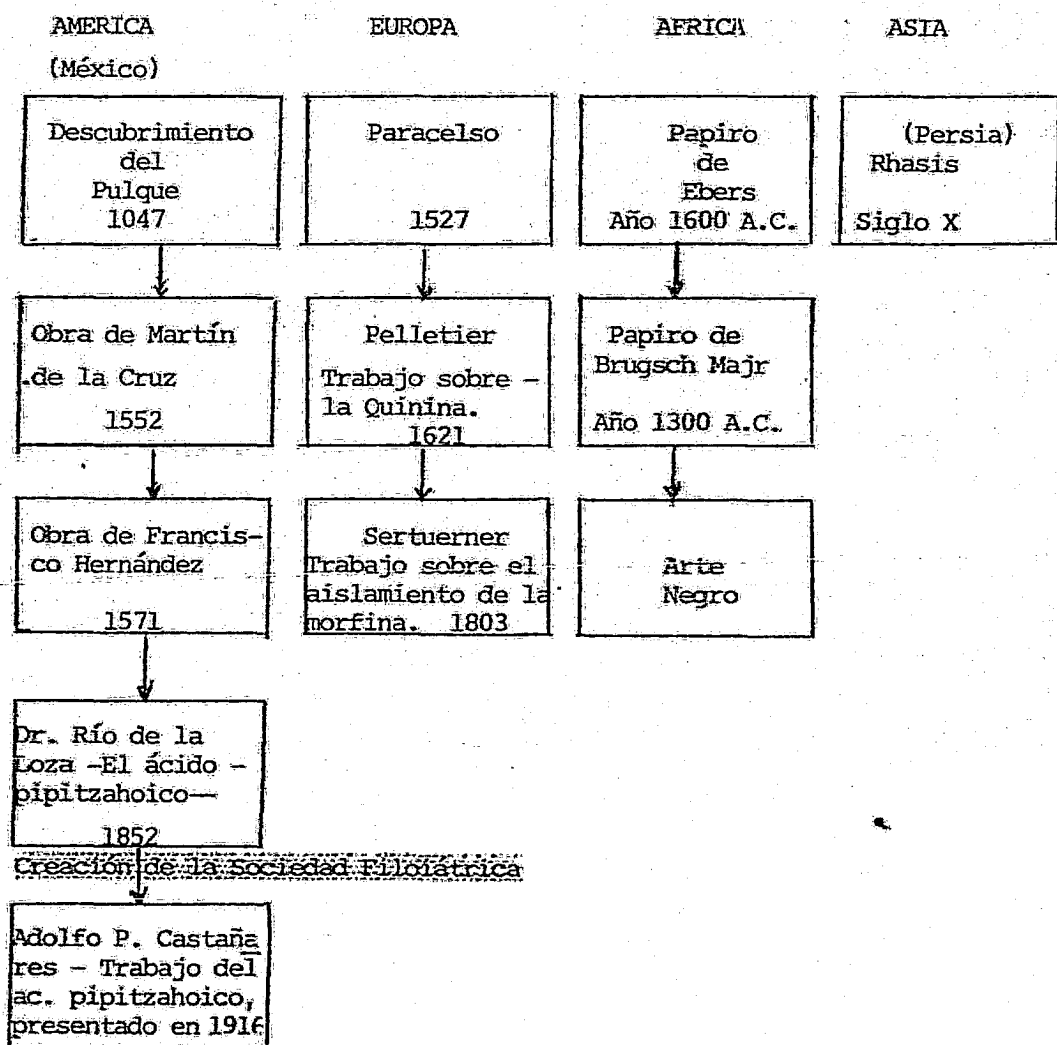 AMERICA
(México)
Descubrimiento
del
Pulque
1047
Obra de Martín
de la Cruz
1552
Obra de Francis-
co Hernández
1571
Dr. Río de la
Loza -El ácido -
pipitzahoico--
1852
Creación de la Sociedad Filoiátrica
Adolfo P. Castaña
res - Trabajo del
ac. pipitzahoico,
presentado en 1916
EUROPA
Paracelso
1527
Pelletier
Trabajo sobre -
la Quinina.
1621
Sertuerner
Trabajo sobre el
aislamiento de la
morfina. 1803
AFRICA
Papiro
de
Ebers
Año 1600 A.C.
Papiro de
Brugsch Majr
Año 1300 A.C.
Arte
Negro
ASIA
(Persia)
Rhasis
Siglo X